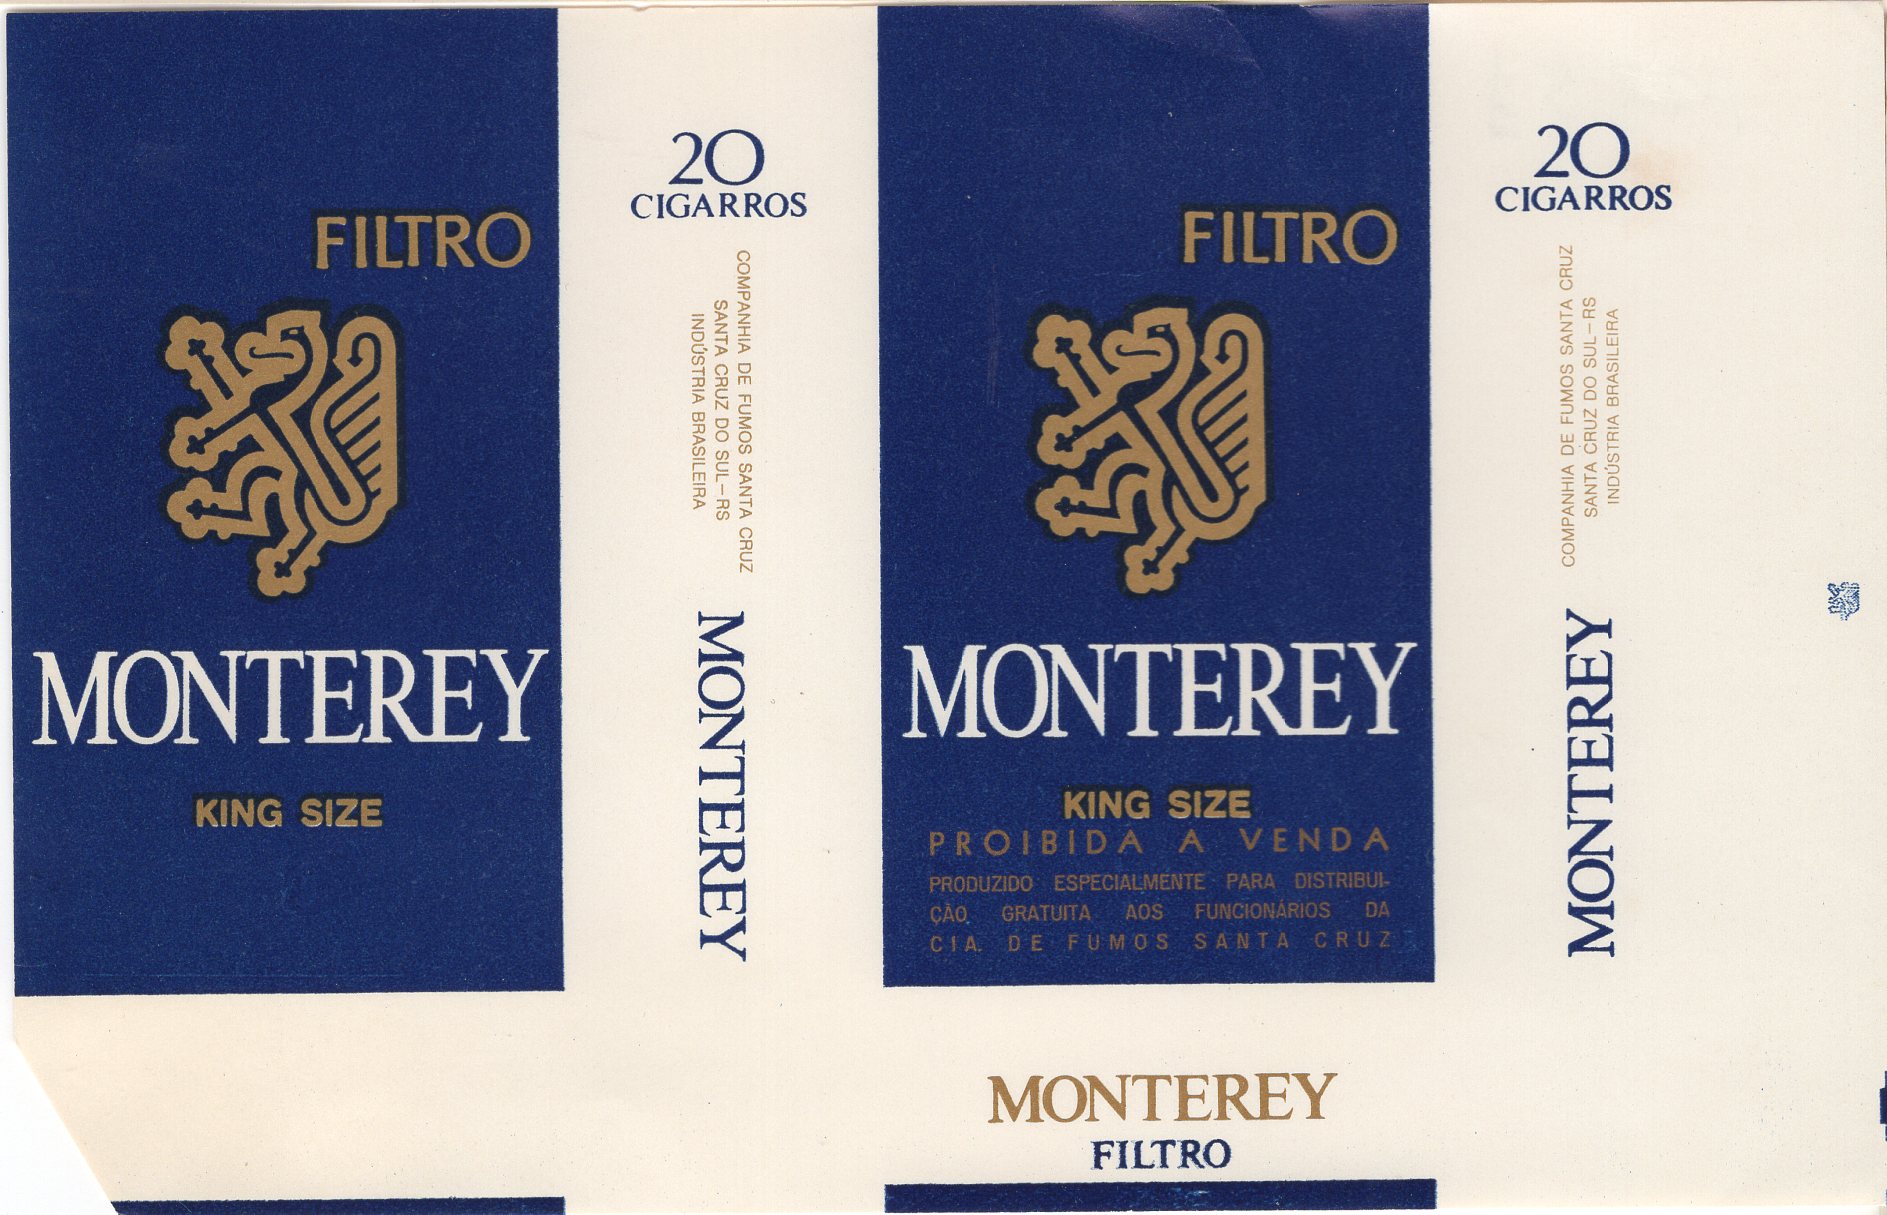 FILTRO
MONTEREY
KING SIZE
20
CIGARROS
COMPANHIA DE FUMOS SANTA CRUZ
SANTA CRUZ DO SUL-RS
INDÚSTRIA BRASILEIRA
MONTEREY
FILTRO
MONTEREY
KING SIZE
PROIBIDA A VENDA
PRODUZIDO ESPECIALMENTE PARA DISTRIBUI-
ÇÃO GRATUITA AOS FUNCIONÁRIOS DA
CIA. DE FUMOS SANTA CRUZ
MONTEREY
FILTRO
20
CIGARROS
COMPANHIA DE FUMOS SANTA CRUZ
SANTA CRUZ DO SUL-RS
INDÚSTRIA BRASILEIRA
MONTEREY